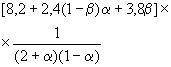 [8,2 + 2,4(1 − β)α + 3,8β] ×
× 1/((2 + α)(1 − α))